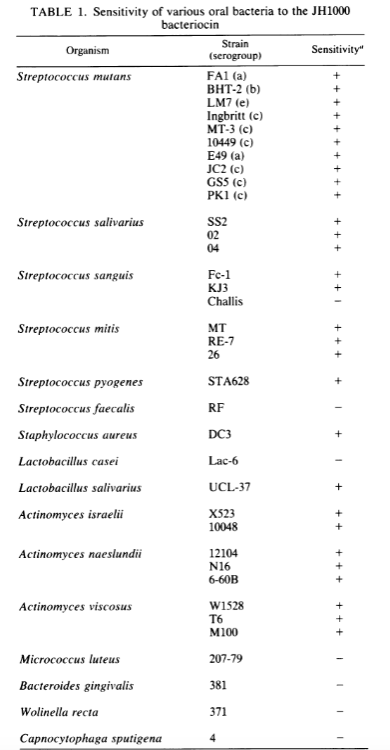 TABLE 1. Sensitivity of various oral bacteria to the JH1000
bacteriocin
Organism Strain (serogroup) Sensitivityᵃ
Streptococcus mutans FA1 (a) +
BHT-2 (b) +
LM7 (e) +
Ingbritt (c) +
MT-3 (c) +
10449 (c) +
E49 (a) +
JC2 (c) +
GS5 (c) +
PK1 (c) +
Streptococcus salivarius SS2 +
02 +
04 +
Streptococcus sanguis Fc-1 +
KJ3 +
Challis −
Streptococcus mitis MT +
RE-7 +
26 +
Streptococcus pyogenes STA628 +
Streptococcus faecalis RF −
Staphylococcus aureus DC3 +
Lactobacillus casei Lac-6 −
Lactobacillus salivarius UCL-37 +
Actinomyces israelii X523 +
10048 +
Actinomyces naeslundii 12104 +
N16 +
6-60B +
Actinomyces viscosus W1528 +
T6 +
M100 +
Micrococcus luteus 207-79 −
Bacteroides gingivalis 381 −
Wolinella recta 371 −
Capnocytophaga sputigena 4 −